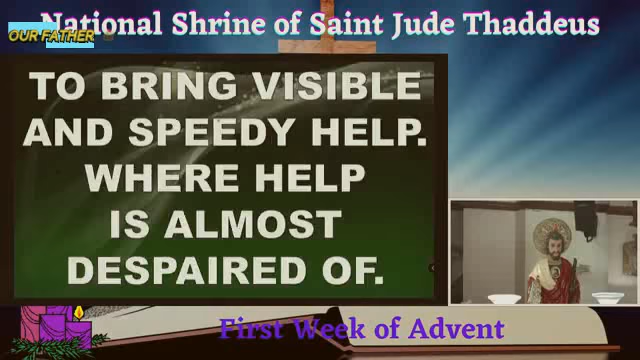 National Shrine of Saint Jude Thaddeus
OUR FATHER
TO BRING VISIBLE
AND SPEEDY HELP.
WHERE HELP
IS ALMOST
DESPAIRED OF.
First Week of Advent